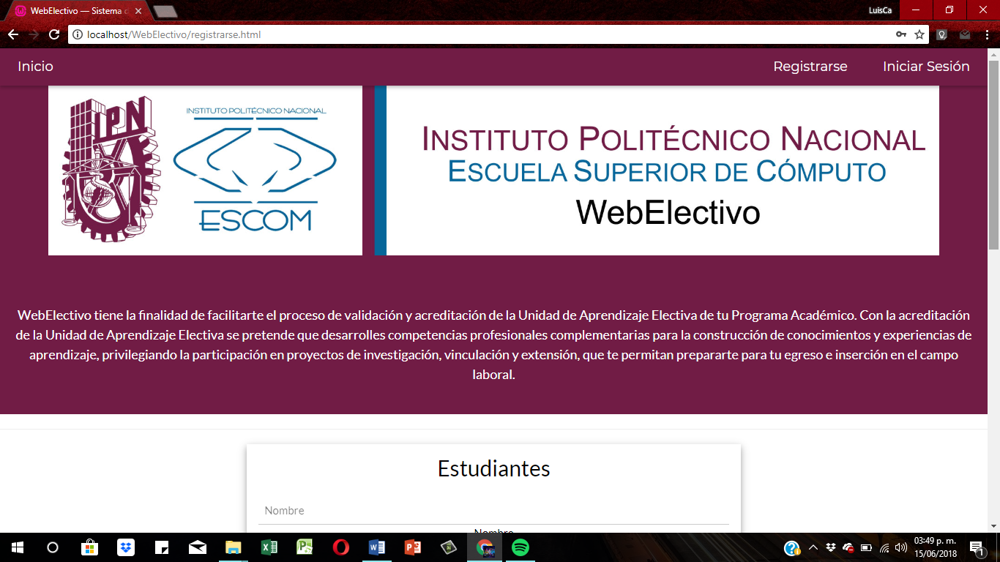 WebElectivo — Sistema d
LuisCa
localhost/WebElectivo/registrarse.html
Inicio
Registrarse
Iniciar Sesión
IPN
INSTITUTO POLITÉCNICO NACIONAL
ESCOM
INSTITUTO POLITÉCNICO NACIONAL
ESCUELA SUPERIOR DE CÓMPUTO
WebElectivo
WebElectivo tiene la finalidad de facilitarte el proceso de validación y acreditación de la Unidad de Aprendizaje Electiva de tu Programa Académico. Con la acreditación
de la Unidad de Aprendizaje Electiva se pretende que desarrolles competencias profesionales complementarias para la construcción de conocimientos y experiencias de
aprendizaje, privilegiando la participación en proyectos de investigación, vinculación y extensión, que te permitan prepararte para tu egreso e inserción en el campo
laboral.
Estudiantes
Nombre
Nombre
03:49 p. m.
15/06/2018
1